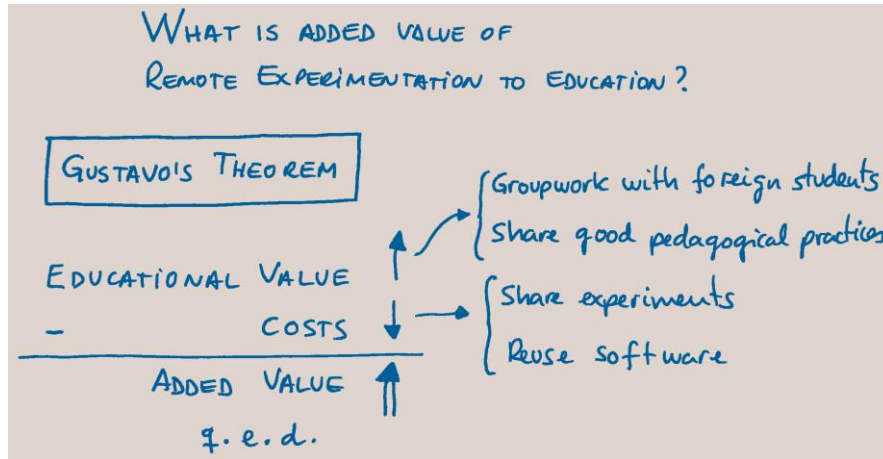 WHAT IS ADDED VALUE OF
REMOTE EXPERIMENTATION TO EDUCATION?
GUSTAVO'S THEOREM
EDUCATIONAL VALUE
- COSTS
ADDED VALUE
q.e.d.
Groupwork with foreign students
Share good pedagogical practices
Share experiments
Reuse software